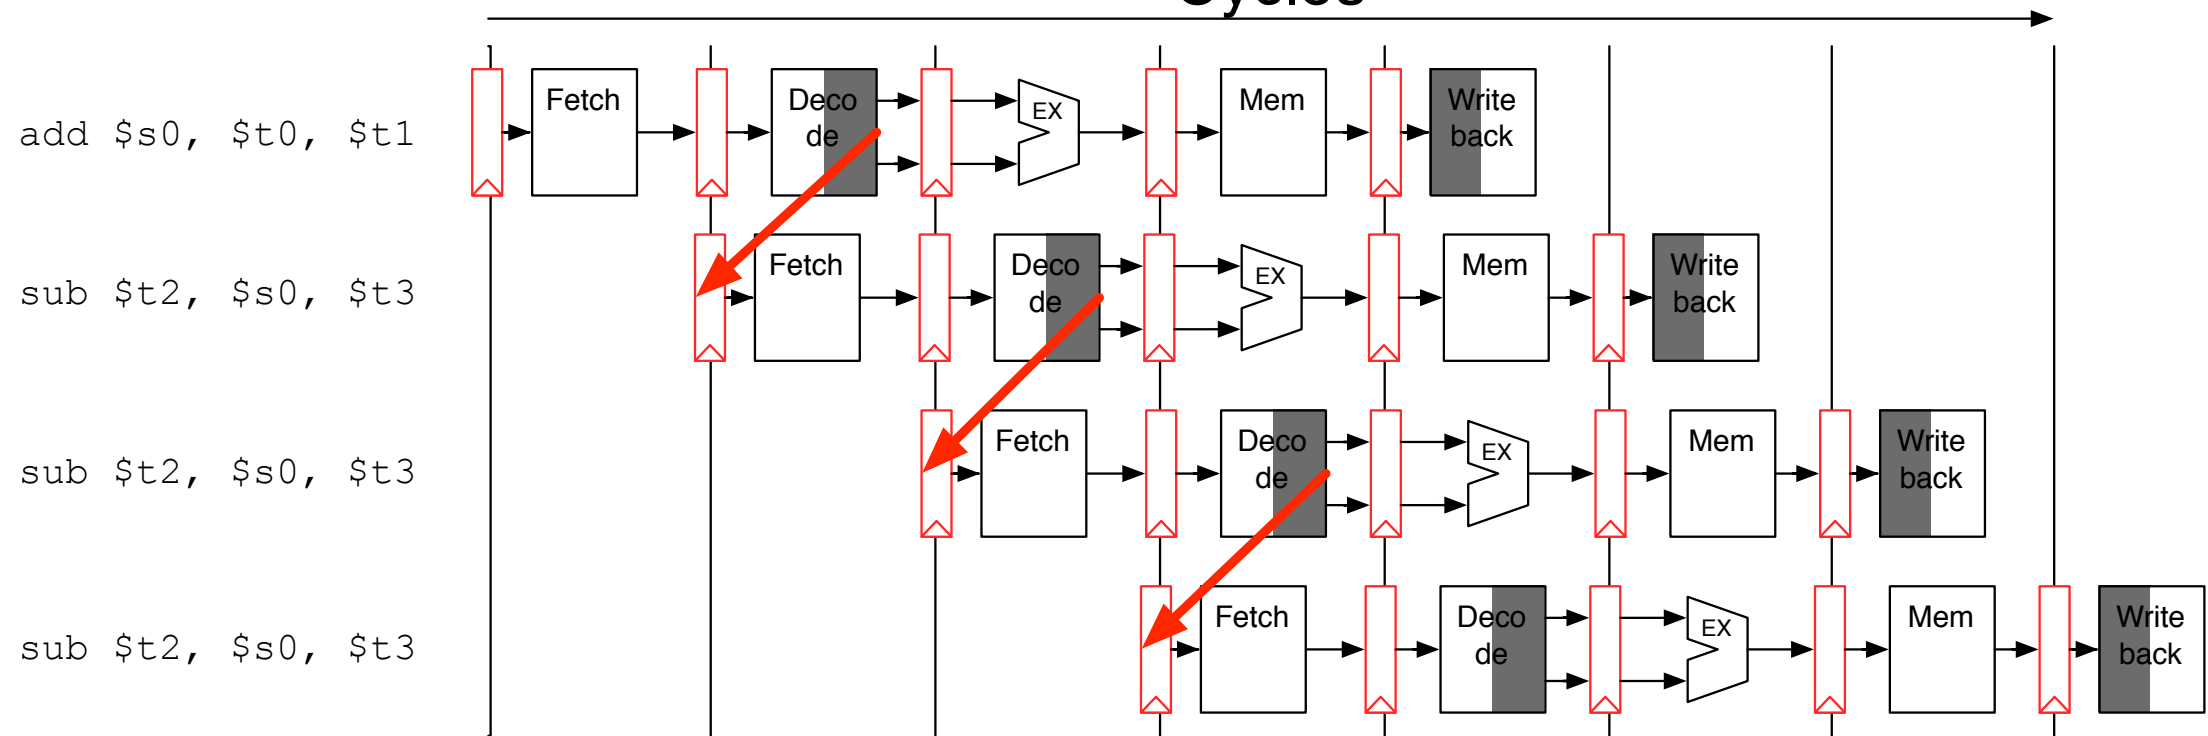 Cycles
add $s0, $t0, $t1
Fetch
Deco
de
EX
Mem
Write
back
sub $t2, $s0, $t3
Fetch
Deco
de
EX
Mem
Write
back
sub $t2, $s0, $t3
Fetch
Deco
de
EX
Mem
Write
back
sub $t2, $s0, $t3
Fetch
Deco
de
EX
Mem
Write
back